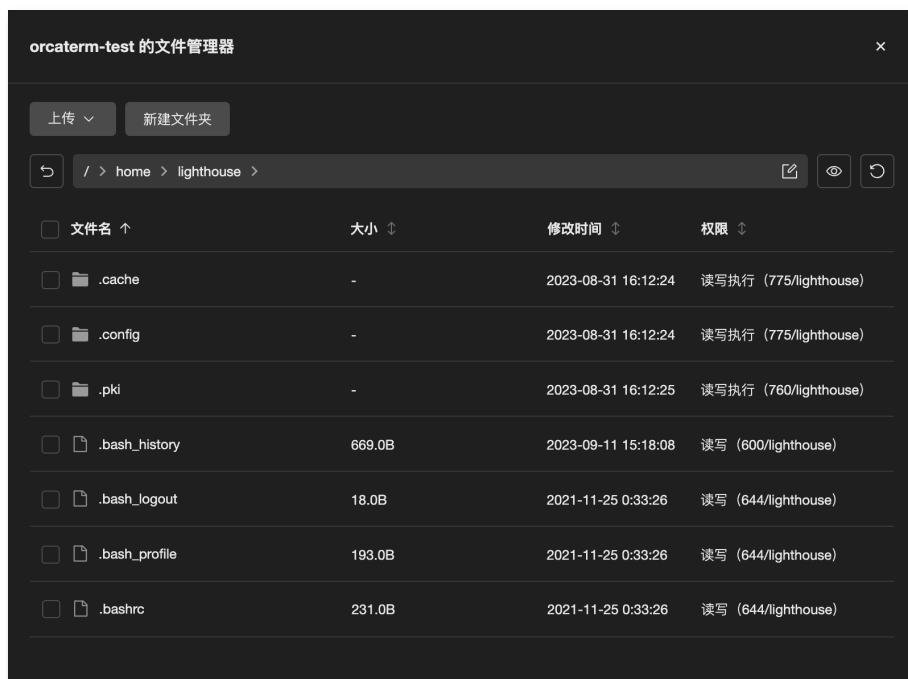 orcaterm-test 的文件管理器
上传 新建文件夹
/ > home > lighthouse >
文件名 大小 修改时间 权限
.cache - 2023-08-31 16:12:24 读写执行（775/lighthouse）
.config - 2023-08-31 16:12:24 读写执行（775/lighthouse）
.pki - 2023-08-31 16:12:25 读写执行（760/lighthouse）
.bash_history 669.0B 2023-09-11 15:18:08 读写（600/lighthouse）
.bash_logout 18.0B 2021-11-25 0:33:26 读写（644/lighthouse）
.bash_profile 193.0B 2021-11-25 0:33:26 读写（644/lighthouse）
.bashrc 231.0B 2021-11-25 0:33:26 读写（644/lighthouse）